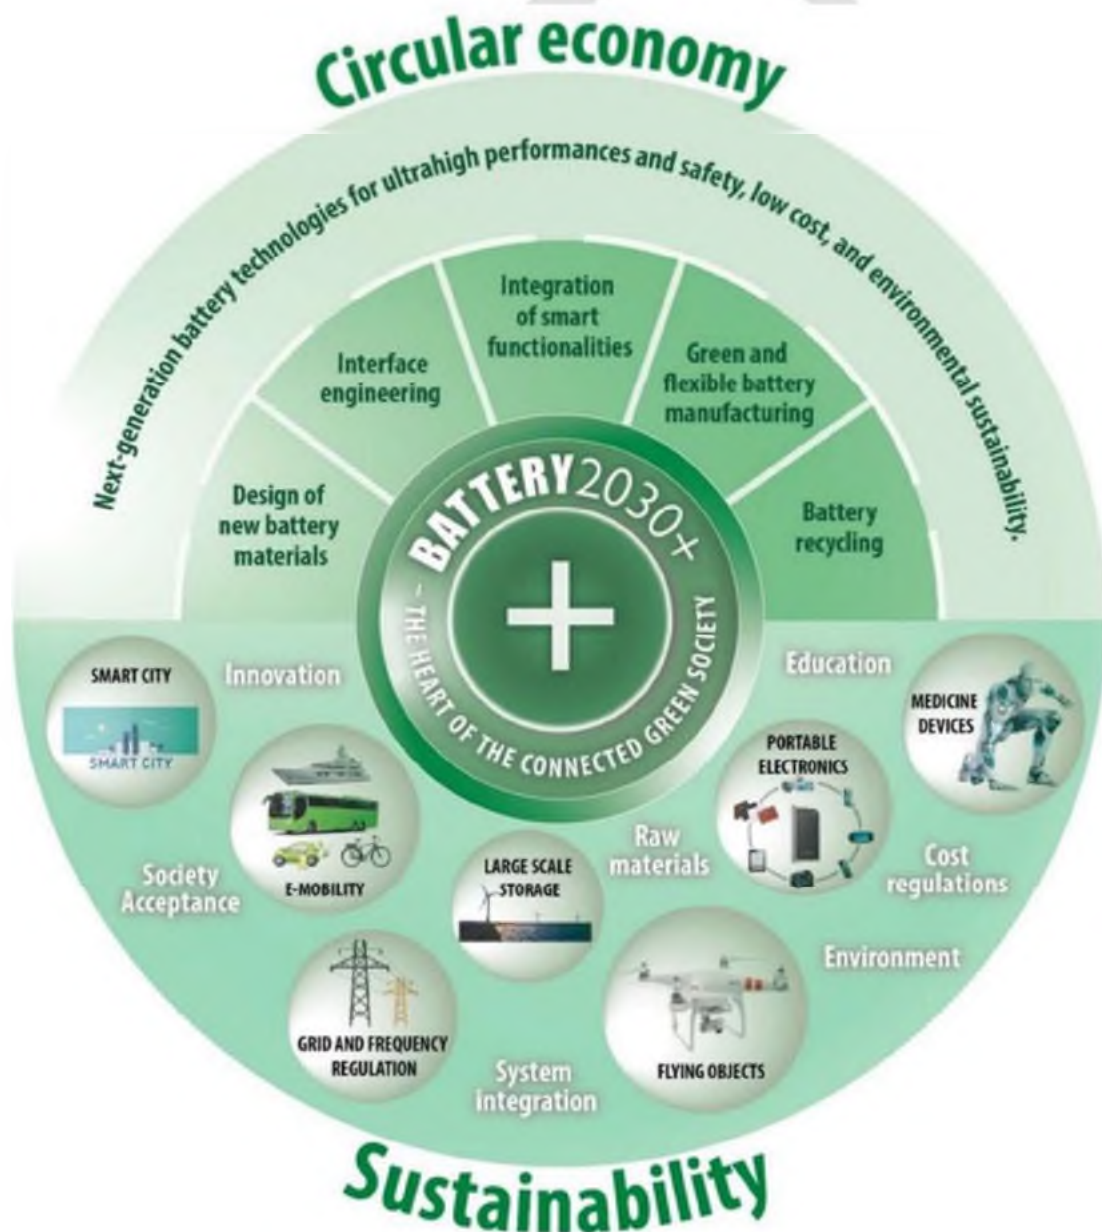 Circular economy
Next-generation battery technologies for ultrahigh performances and safety, low cost, and environmental sustainability.
Integration
of smart
functionalities
Interface
engineering
Green and
flexible battery
manufacturing
Design of
new battery
materials
Battery
recycling
BATTERY2030+
~ THE HEART OF THE CONNECTED GREEN SOCIETY
+
SMART CITY
SMART CITY
Innovation
Education
MEDICINE
DEVICES
E-MOBILITY
PORTABLE
ELECTRONICS
Society
Acceptance
LARGE SCALE
STORAGE
Raw
materials
Cost
regulations
Environment
GRID AND FREQUENCY
REGULATION
System
integration
FLYING OBJECTS
Sustainability